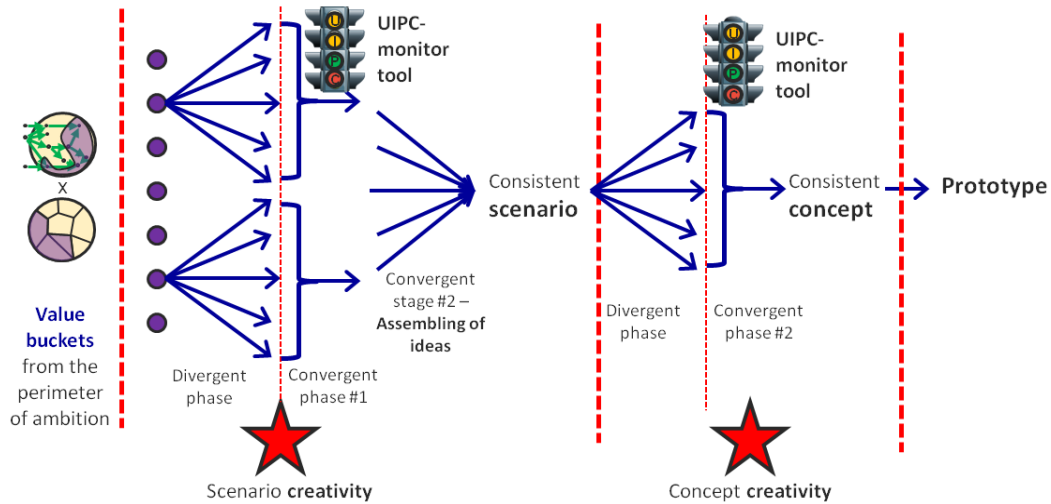 UIPC-
monitor
tool
U
I
P
C
UIPC-
monitor
tool
U
I
P
C
X
Consistent
scenario
Consistent
concept
Prototype
Value
buckets
from the
perimeter
of ambition
Divergent
phase
Convergent
phase #1
Convergent
stage #2 –
Assembling of
ideas
Divergent
phase
Convergent
phase #2
Scenario creativity
Concept creativity